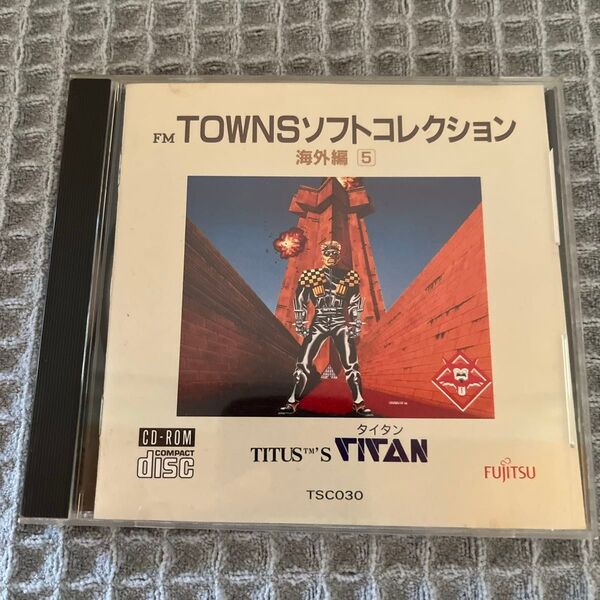 FM TOWNSソフトコレクション
海外編 5
タイタン
TITUS™'S TITAN
CD-ROM
COMPACT
disc
FUJITSU
TSC030